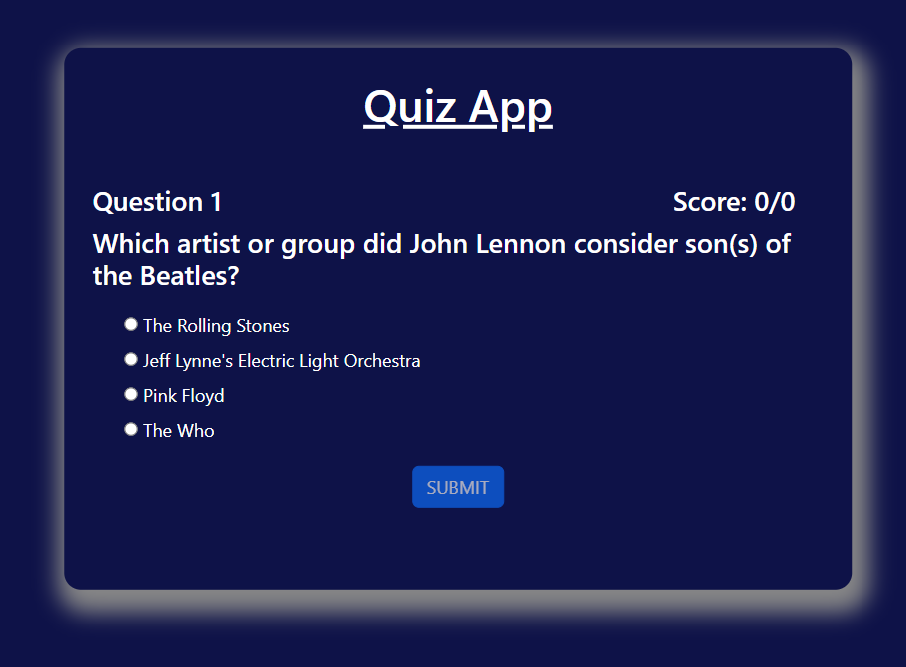 Quiz App
Question 1
Score: 0/0
Which artist or group did John Lennon consider son(s) of
the Beatles?
The Rolling Stones
Jeff Lynne's Electric Light Orchestra
Pink Floyd
The Who
SUBMIT